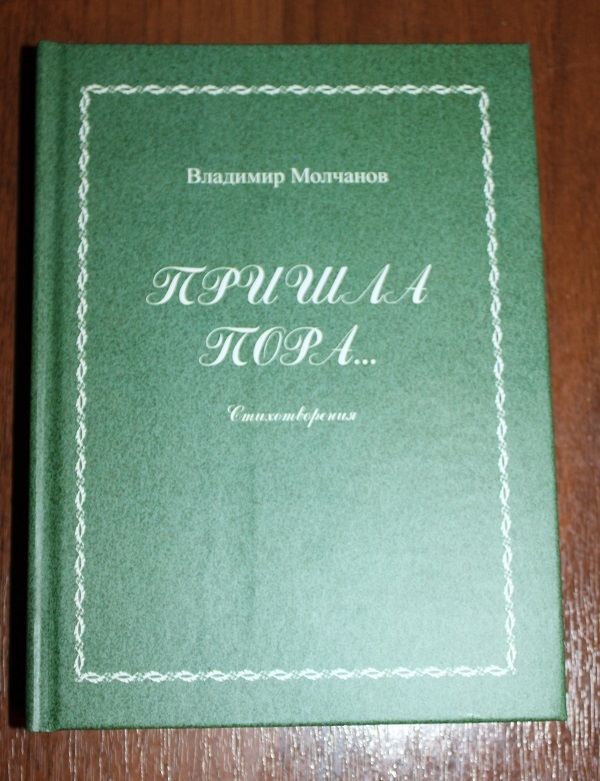 Владимир Молчанов
ПРИШЛА
ПОРА...
Стихотворения